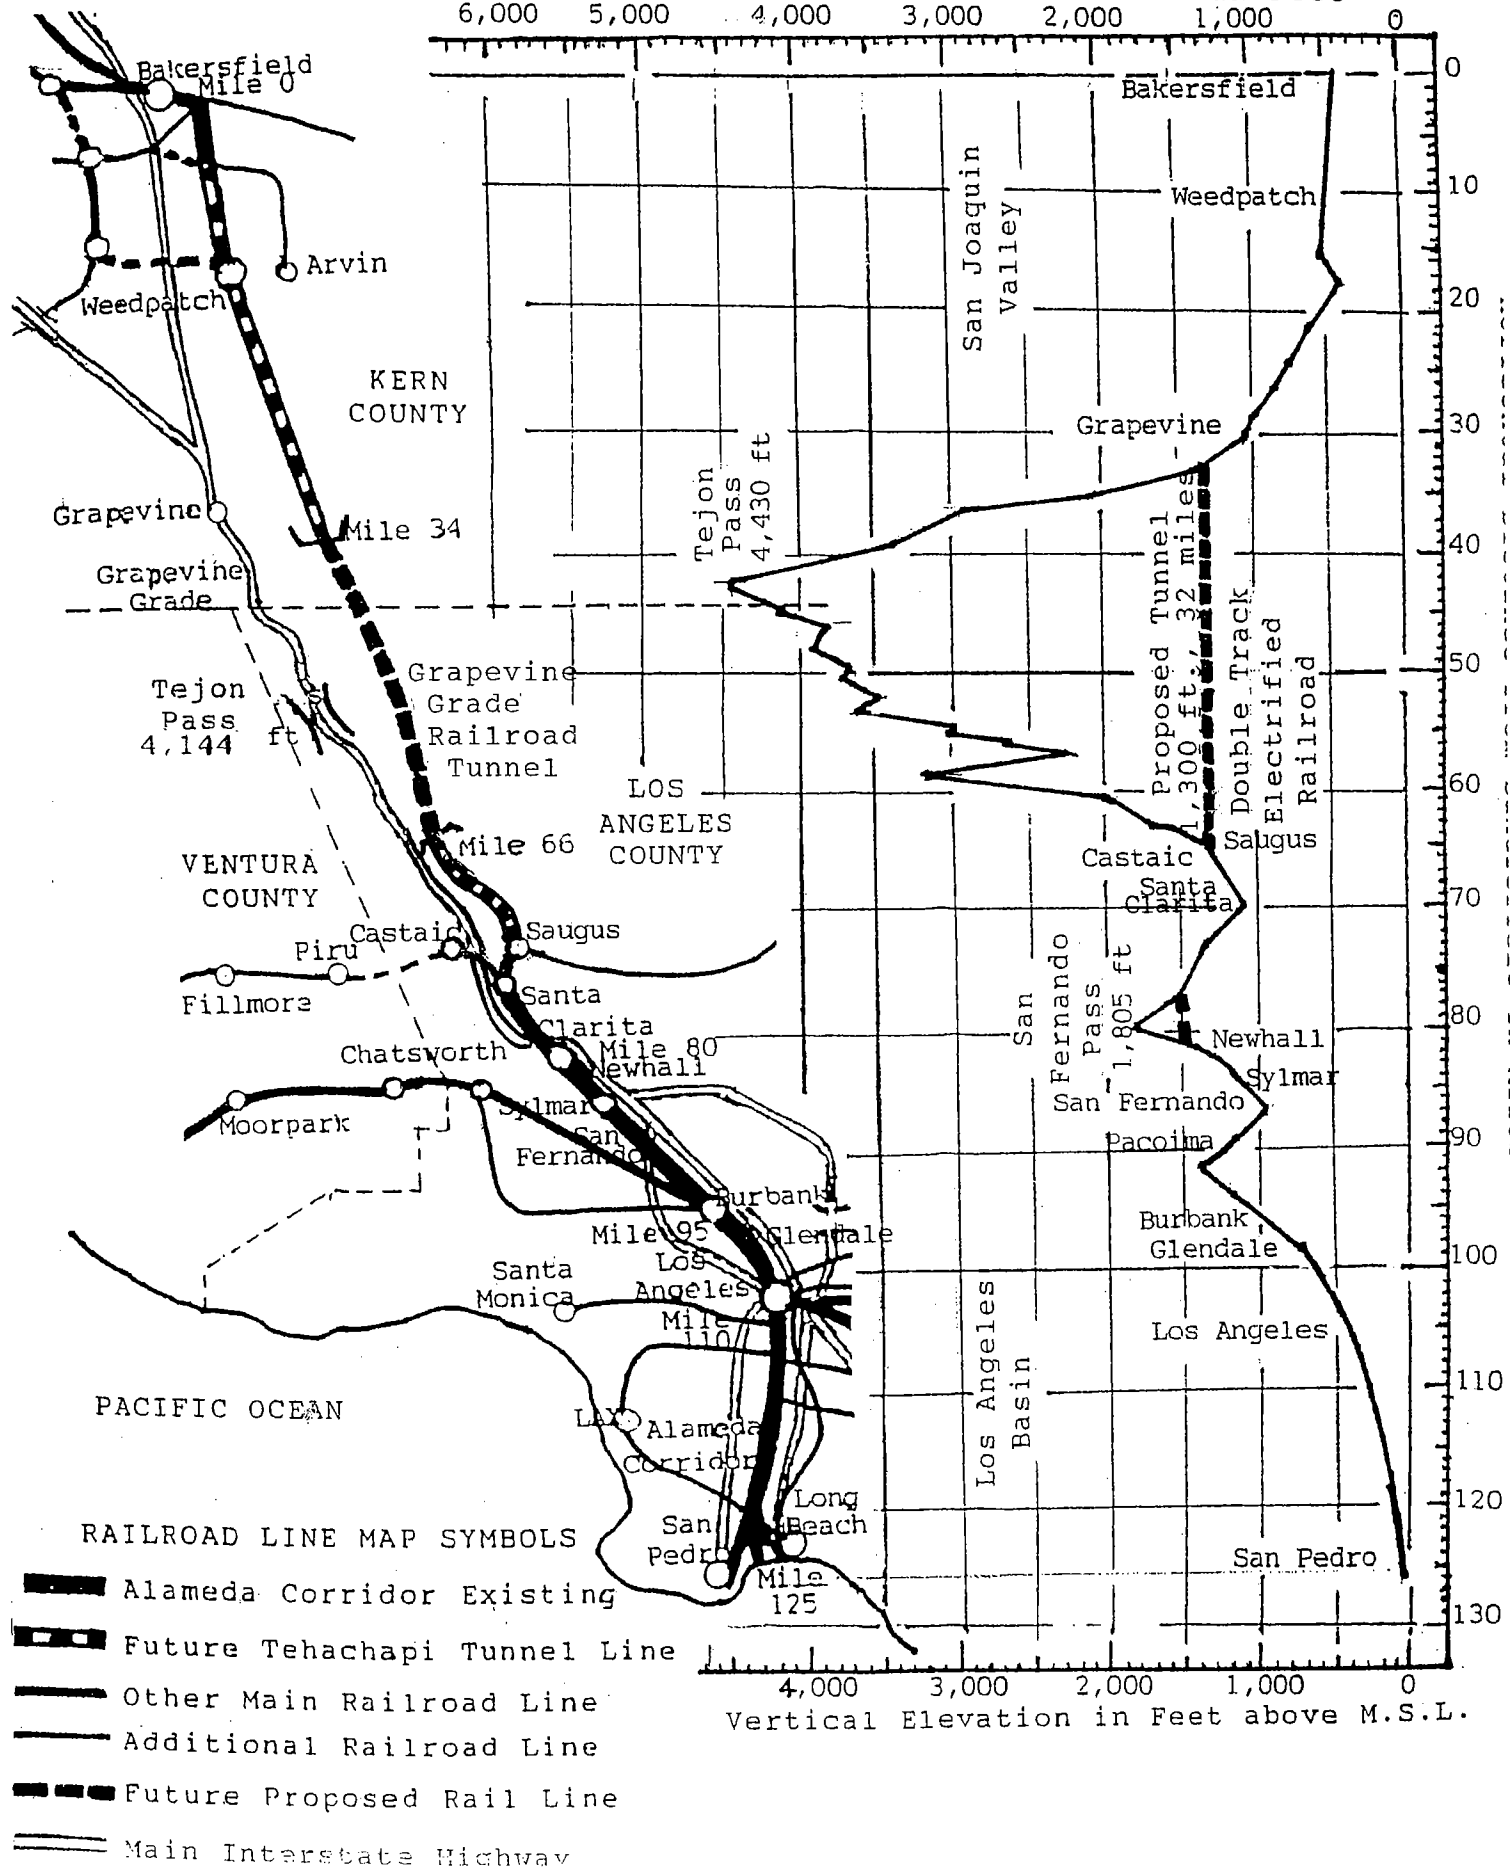 6,000 5,000 4,000 3,000 2,000 1,000 0
Bakersfield
Mile 0
Arvin
Weedpatch
KERN
COUNTY
Grapevine
Mile 34
Grapevine
Grade
Tejon
Pass
4,144 ft
Grapevine
Grade
Railroad
Tunnel
LOS
ANGELES
COUNTY
Mile 66
VENTURA
COUNTY
Castaic
Saugus
Piru
Fillmore
Santa
Clarita
Chatsworth
Mile 80
Newhall
Sylmar
Moorpark
San
Fernando
Burbank
Mile 95
Glendale
Los
Angeles
Mile
110
Santa
Monica
PACIFIC OCEAN
LAX
Alameda
Corridor
Long
Beach
San
Pedro
Mile
125
RAILROAD LINE MAP SYMBOLS
Alameda Corridor Existing
Future Tehachapi Tunnel Line
Other Main Railroad Line
Additional Railroad Line
Future Proposed Rail Line
Main Interstate Highway
Bakersfield
Weedpatch
San Joaquin
Valley
Grapevine
Tejon
Pass
4,430 ft
Proposed Tunnel
1,300 ft., 32 miles
Double Track
Electrified
Railroad
Saugus
Castaic
Santa
Clarita
San
Fernando
Pass
1,805 ft
Newhall
Sylmar
San Fernando
Pacoima
Burbank
Glendale
Los Angeles
Los Angeles
Basin
San Pedro
0
10
20
30
40
50
60
70
80
90
100
110
120
130
4,000 3,000 2,000 1,000 0
Vertical Elevation in Feet above M.S.L.